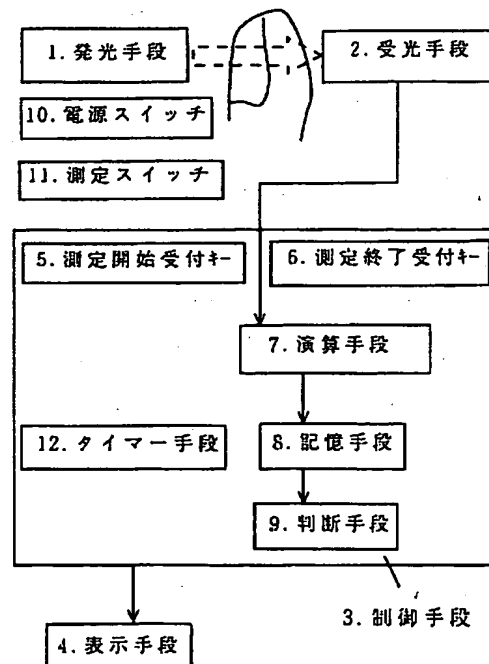 1.発光手段
2.受光手段
10.電源スイッチ
11.測定スイッチ
5.測定開始受付キー
6.測定終了受付キー
7.演算手段
12.タイマー手段
8.記憶手段
9.判断手段
3.制御手段
4.表示手段